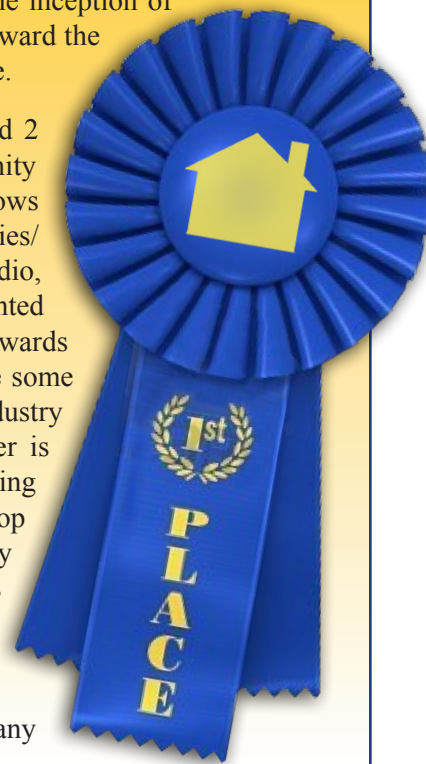 inception of
ward the
e.
d 2
nity
ows
ies/
dio,
nted
wards
e some
dustry
er is
ing
op
y
any
1st
P
L
A
C
E